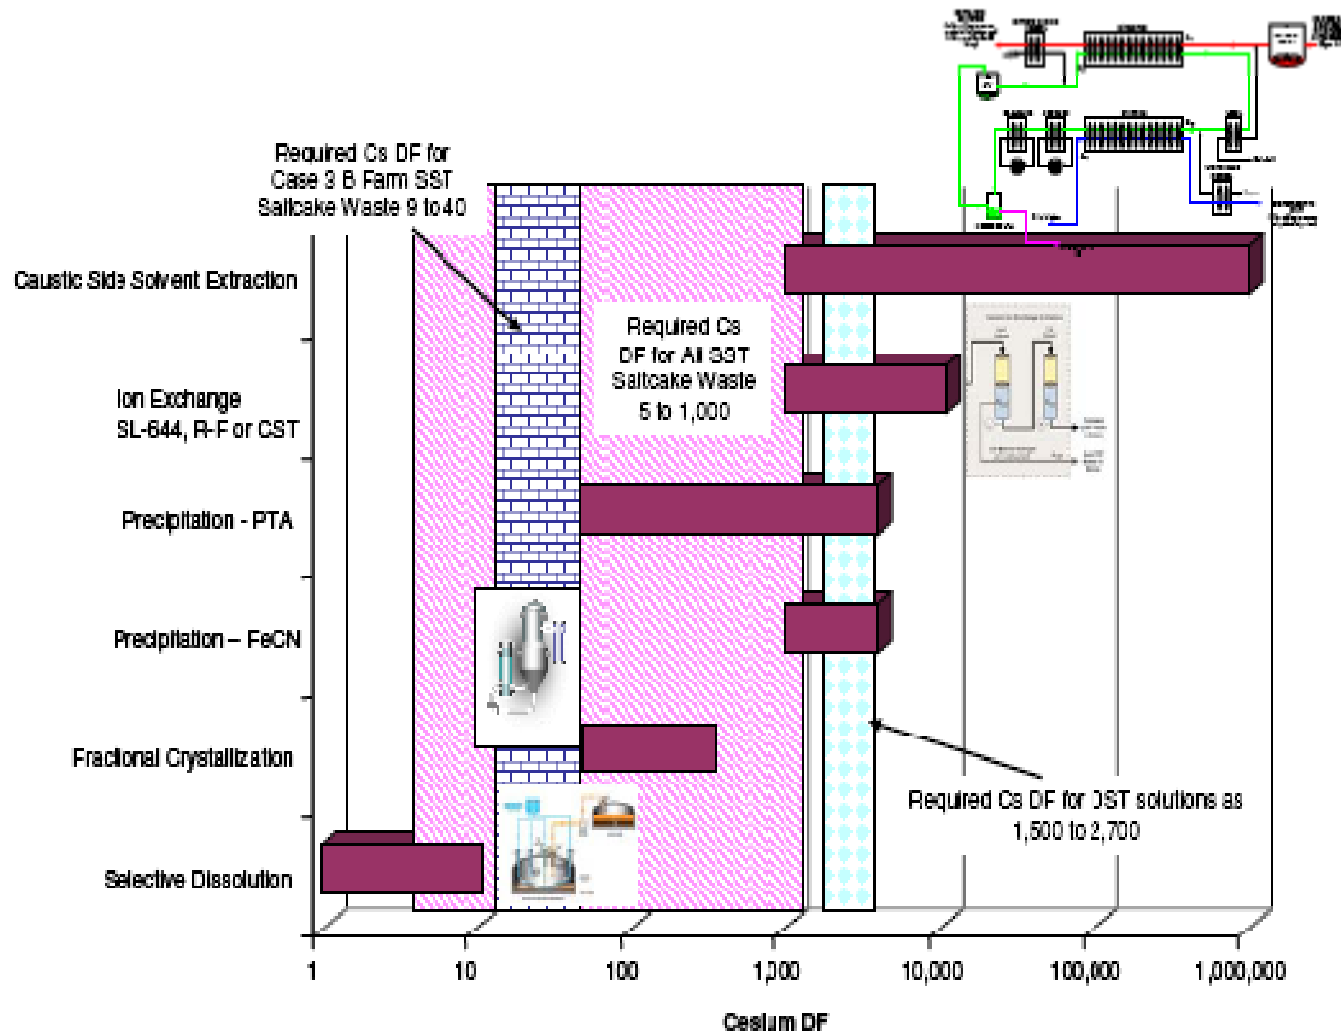 Required Cs DF for
Case 3 B Farm SST
Saltcake Waste 9 to 40
Caustic Side Solvent Extraction
Required Cs
DF for All SST
Saltcake Waste
5 to 1,000
Ion Exchange
SL-644, R-F or CST
Precipitation - PTA
Precipitation – FeCN
Fractional Crystallization
Required Cs DF for DST solutions as
1,500 to 2,700
Selective Dissolution
1
10
100
1,000
10,000
100,000
1,000,000
Cesium DF